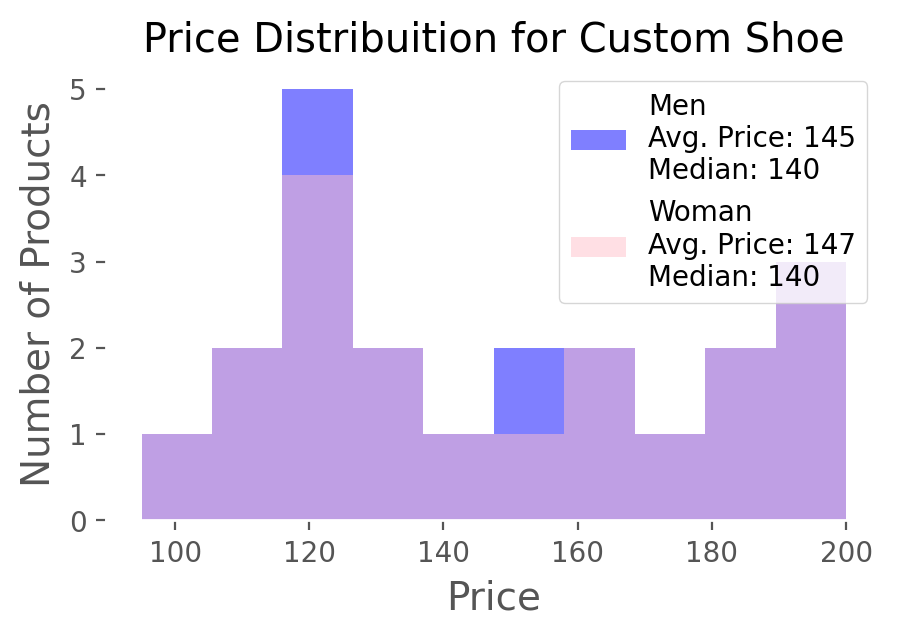 Price Distribuition for Custom Shoe
Number of Products
5
4
3
2
1
0
Men
Avg. Price: 145
Median: 140
Woman
Avg. Price: 147
Median: 140
100 120 140 160 180 200
Price